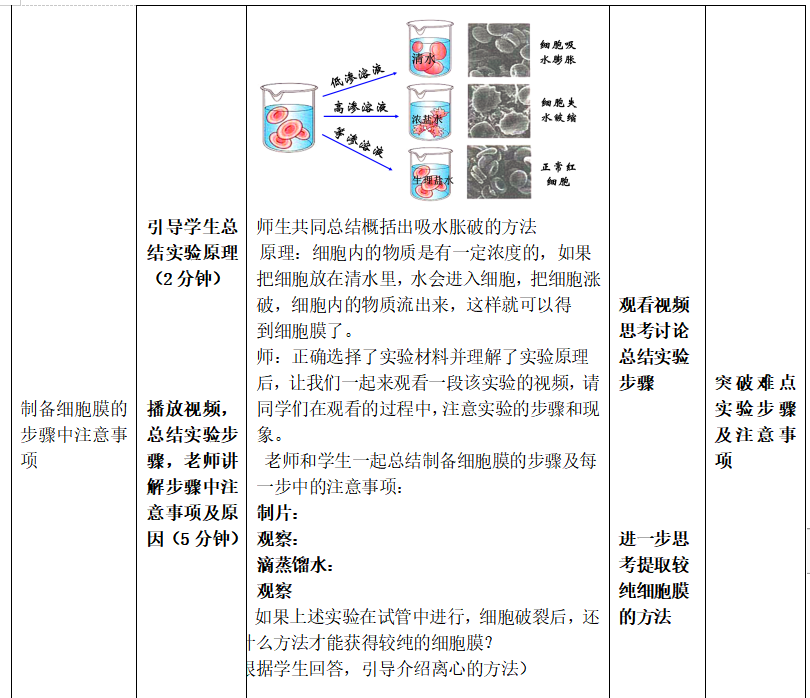 制备细胞膜的
步骤中注意事
项
引导学生总
结实验原理
（2分钟）
播放视频，
总结实验步
骤，老师讲
解步骤中注
意事项及原
因（5分钟）
低渗溶液
高渗溶液
等渗溶液
清水
浓盐水
生理盐水
细胞吸
水膨胀
细胞失
水皱缩
正常红
细胞
师生共同总结概括出吸水胀破的方法
原理：细胞内的物质是有一定浓度的，如果
把细胞放在清水里，水会进入细胞，把细胞涨
破，细胞内的物质流出来，这样就可以得
到细胞膜了。
师：正确选择了实验材料并理解了实验原理
后，让我们一起来观看一段该实验的视频，请
同学们在观看的过程中，注意实验的步骤和现
象。
老师和学生一起总结制备细胞膜的步骤及每
一步中的注意事项：
制片：
观察：
滴蒸馏水：
观察
如果上述实验在试管中进行，细胞破裂后，还
什么方法才能获得较纯的细胞膜？
根据学生回答，引导介绍离心的方法）
观看视频
思考讨论
总结实验
步骤
进一步思
考提取较
纯细胞膜
的方法
突破难点
实验步骤
及注意事
项